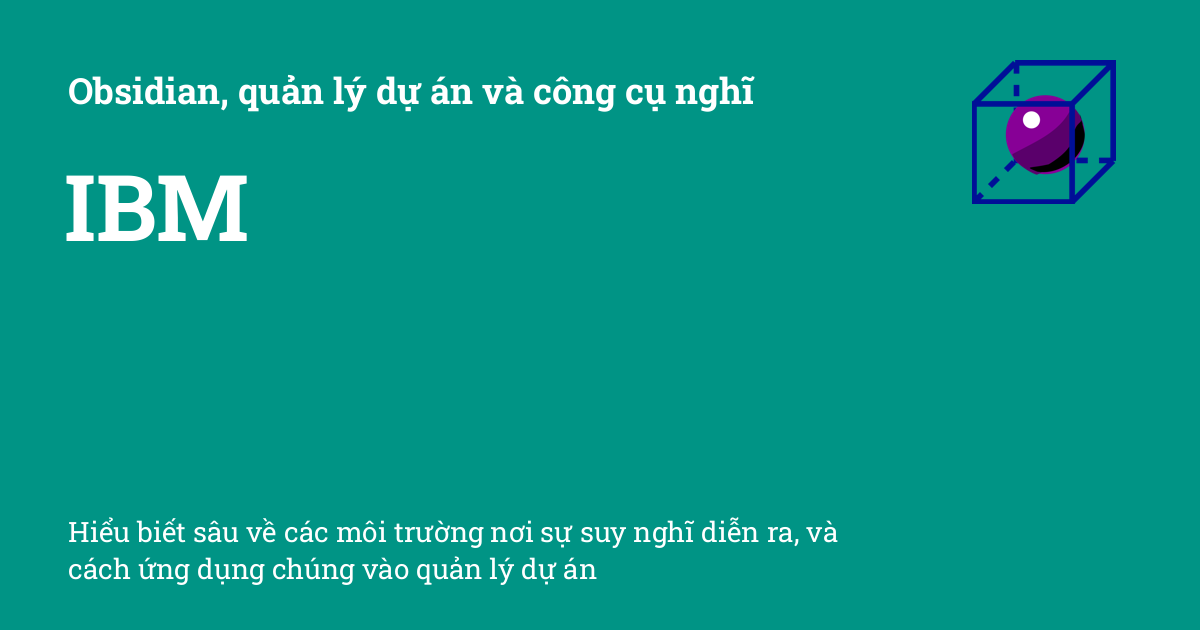 Obsidian, quản lý dự án và công cụ nghĩ
IBM
Hiểu biết sâu về các môi trường nơi sự suy nghĩ diễn ra, và
cách ứng dụng chúng vào quản lý dự án